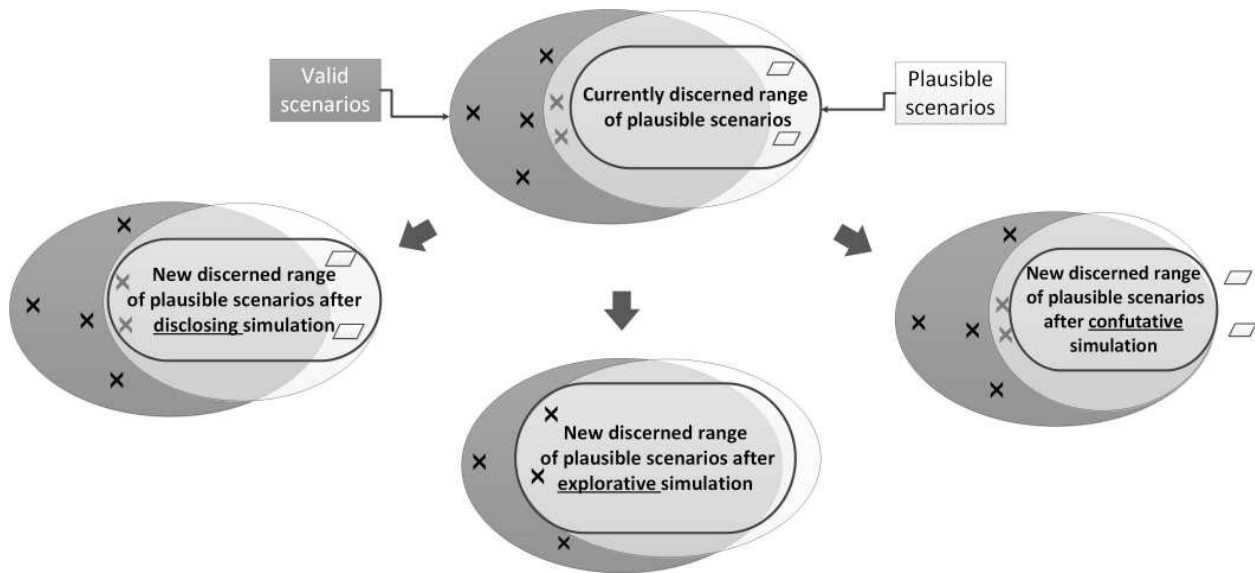 Valid
scenarios
Currently discerned range
of plausible scenarios
Plausible
scenarios
New discerned range
of plausible scenarios after
disclosing simulation
New discerned range
of plausible scenarios after
explorative simulation
New discerned range
of plausible scenarios
after confutative
simulation